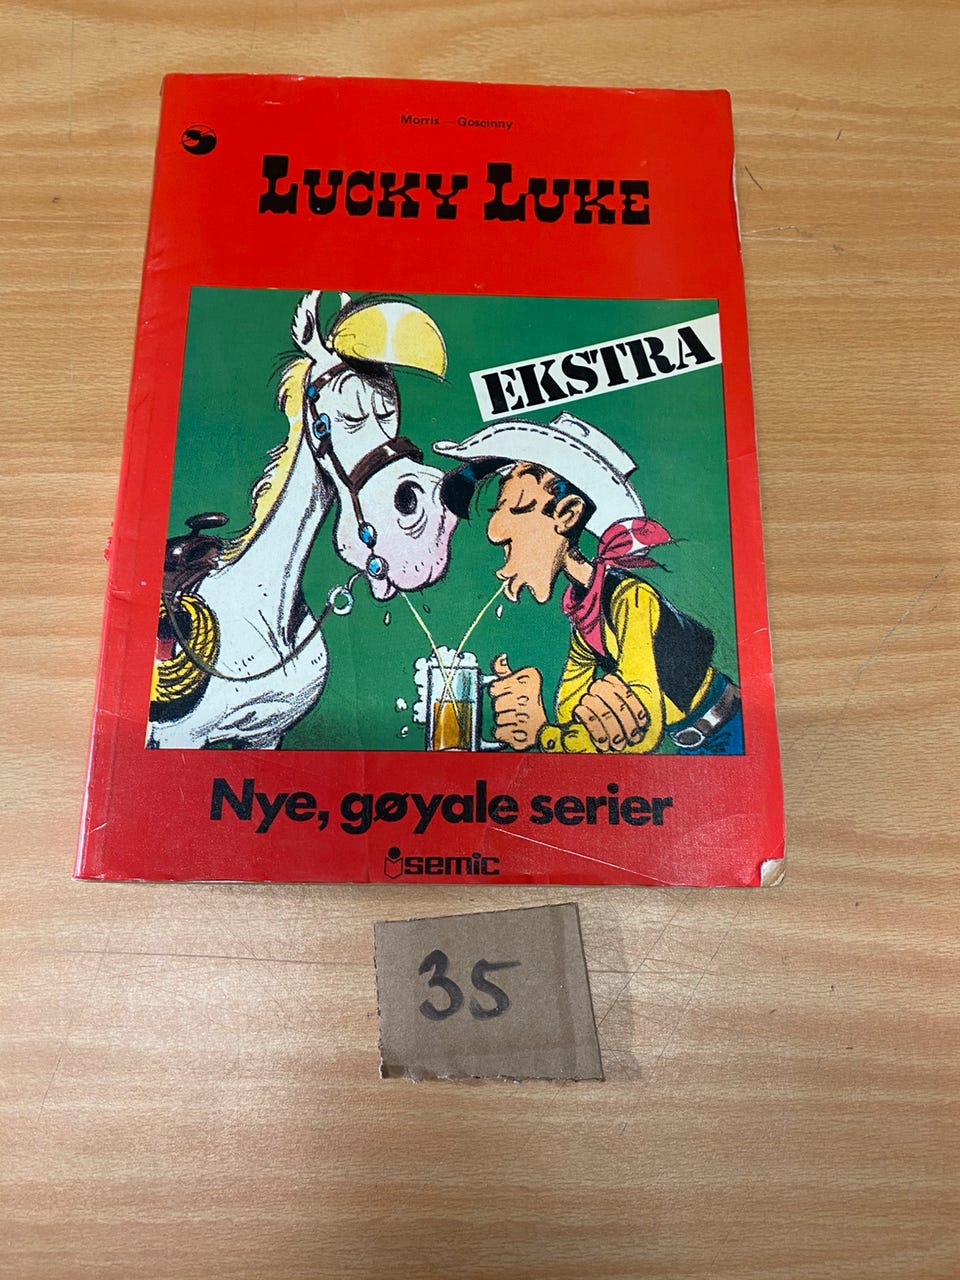 Morris – Goscinny
LUCKY LUKE
EKSTRA
Nye, gøyale serier
semic
35